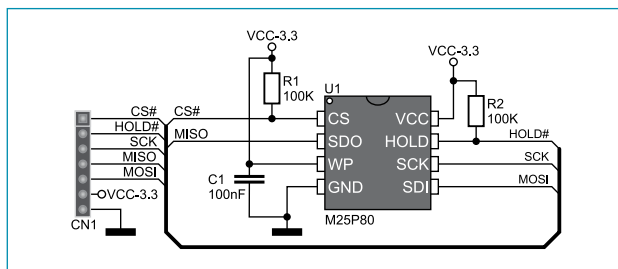 VCC-3.3
VCC-3.3
R1
100K
U1
R2
100K
CS#
HOLD#
SCK
MISO
MOSI
VCC-3.3
CN1
CS#
MISO
C1
100nF
CS
SDO
WP
GND
VCC
HOLD
SCK
SDI
M25P80
HOLD#
SCK
MOSI